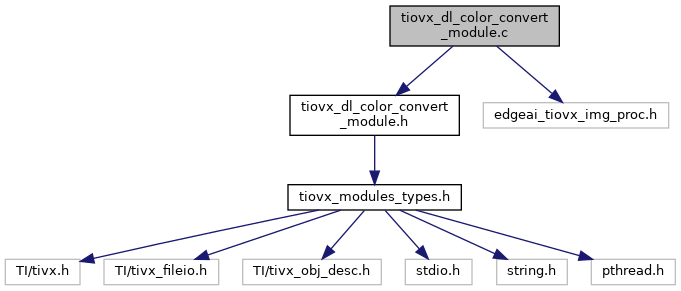 tiovx_dl_color_convert
_module.c
tiovx_dl_color_convert
_module.h
edgeai_tiovx_img_proc.h
tiovx_modules_types.h
TI/tivx.h
TI/tivx_fileio.h
TI/tivx_obj_desc.h
stdio.h
string.h
pthread.h